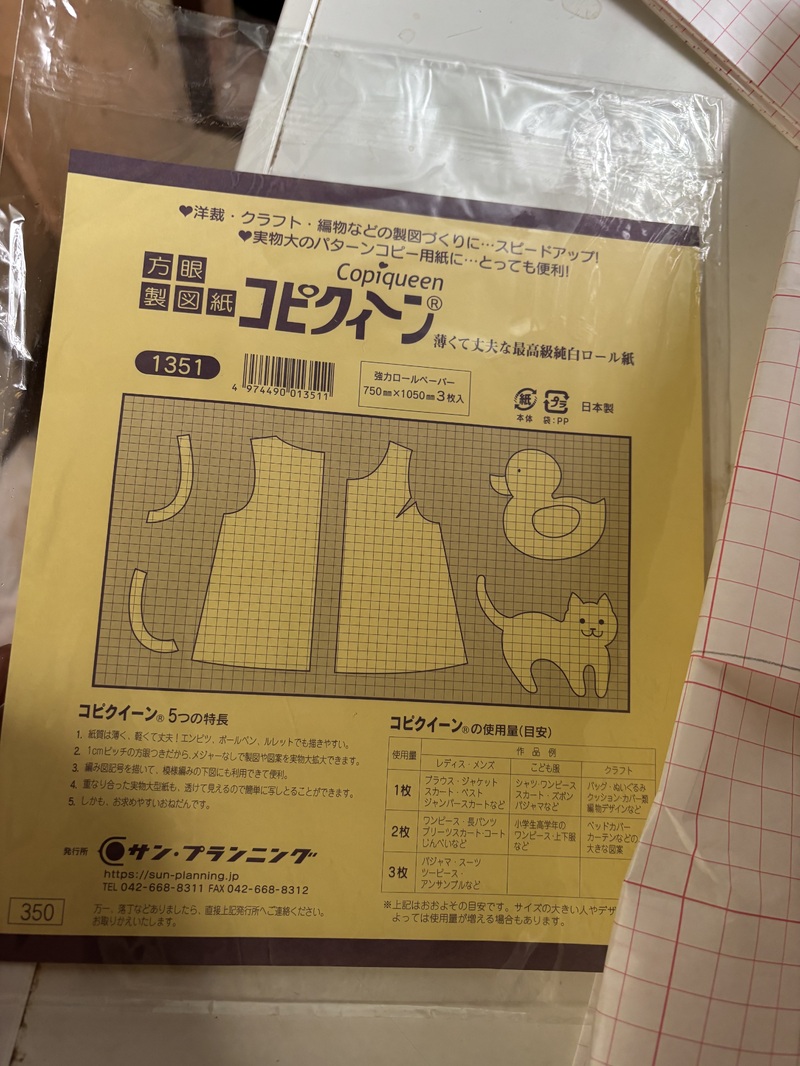 ♥洋裁・クラフト・編物などの製図づくりに…スピードアップ!
♥実物大のパターンコピー用紙に…とっても便利!
方眼
製図紙
Copiqueen
コピクイーン®
薄くて丈夫な最高級純白ロール紙
1351
4 974490 013511
強力ロールペーパー
750㎜×1050㎜ 3枚入
紙
本体
プラ
袋:PP
日本製
コピクイーン® 5つの特長
1. 紙質は薄く、軽くて丈夫!エンピツ、ボールペン、ルレットでも描きやすい。
2. 1cmピッチの方眼つきだから、メジャーなしで製図や図案を実物大拡大できます。
3. 編み図記号を描いて、模様編みの下図にも利用できて便利。
4. 重なり合った実物大型紙も、透けて見えるので簡単に写しとることができます。
5. しかも、お求めやすいおねだんです。
コピクイーン®の使用量(目安)
使用量
作品例
レディス・メンズ
こども服
クラフト
1枚
ブラウス・ジャケット
スカート・ベスト
ジャンパースカートなど
シャツ・ワンピース
スカート・ズボン
パジャマなど
バッグ・ぬいぐるみ
クッション・カバー類
編物デザインなど
2枚
ワンピース・長パンツ
プリーツスカート・コート
じんべいなど
小学生高学年の
ワンピース・上下服
など
ベッドカバー
カーテンなどの
大きな図案
3枚
パジャマ・スーツ
ツーピース・
アンサンブルなど
※上記はおおよその目安です。サイズの大きい人やデザ
よっては使用量が増える場合もあります。
発行所
サン・プランニング
https://sun-planning.jp
TEL 042-668-8311 FAX 042-668-8312
350
万一、落丁などありましたら、直接上記発行所へご連絡ください。
お取りかえいたします。